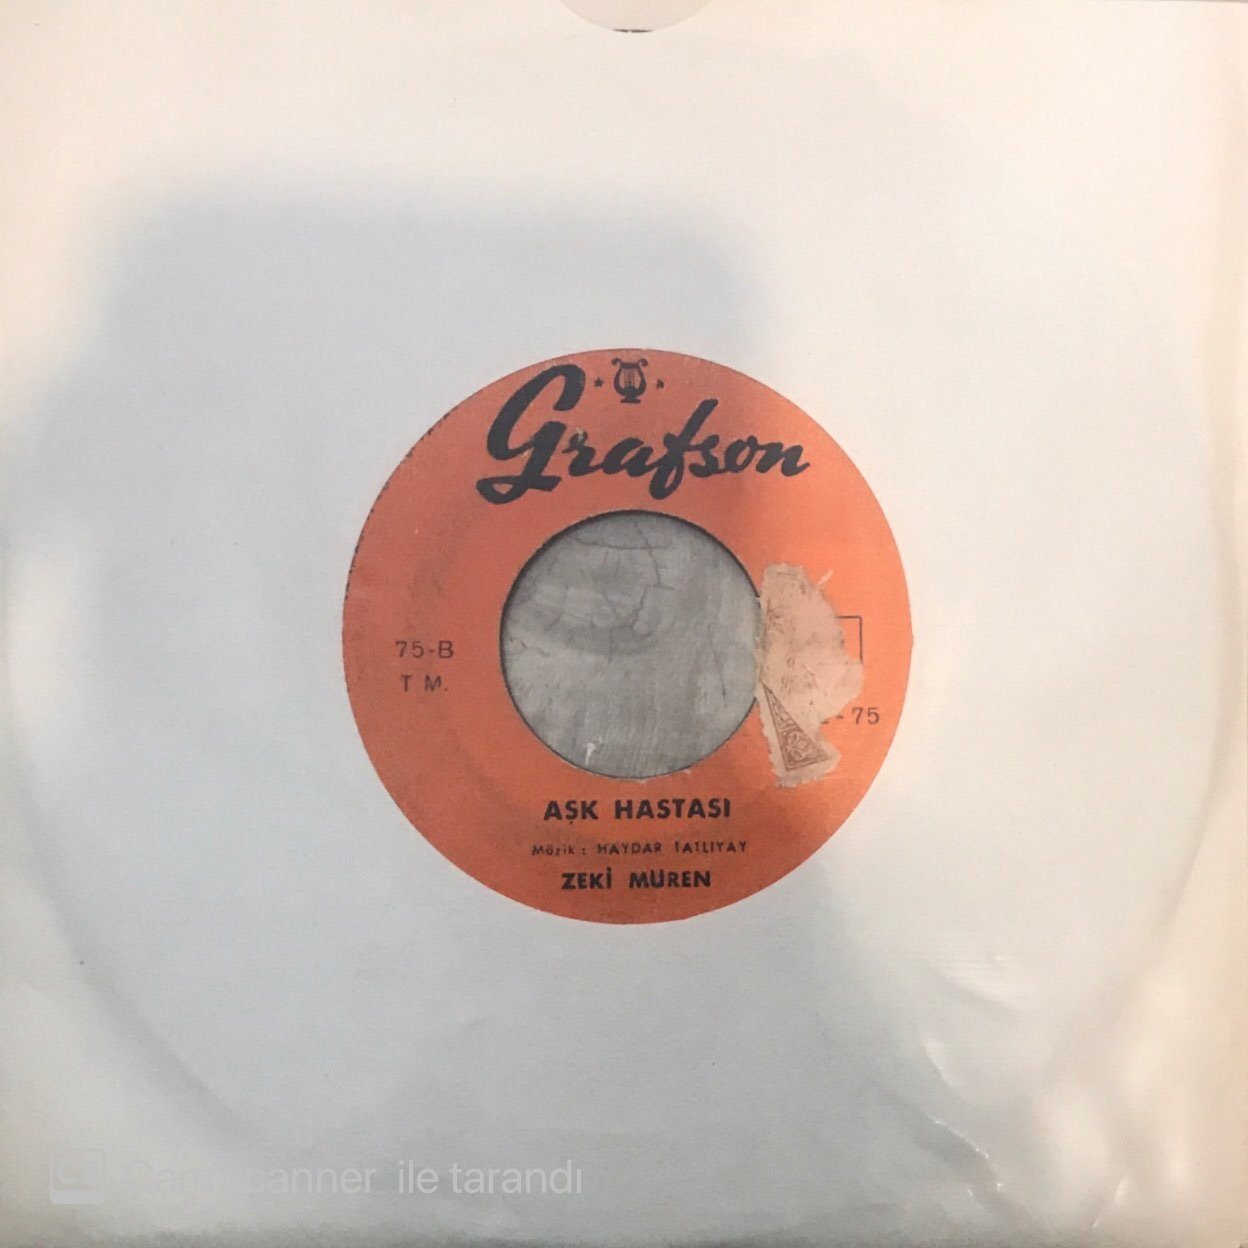 Grafson
75-B
T M.
- 75
AŞK HASTASI
Müzik : HAYDAR TATLIYAY
ZEKİ MÜREN
CamScanner ile tarandı